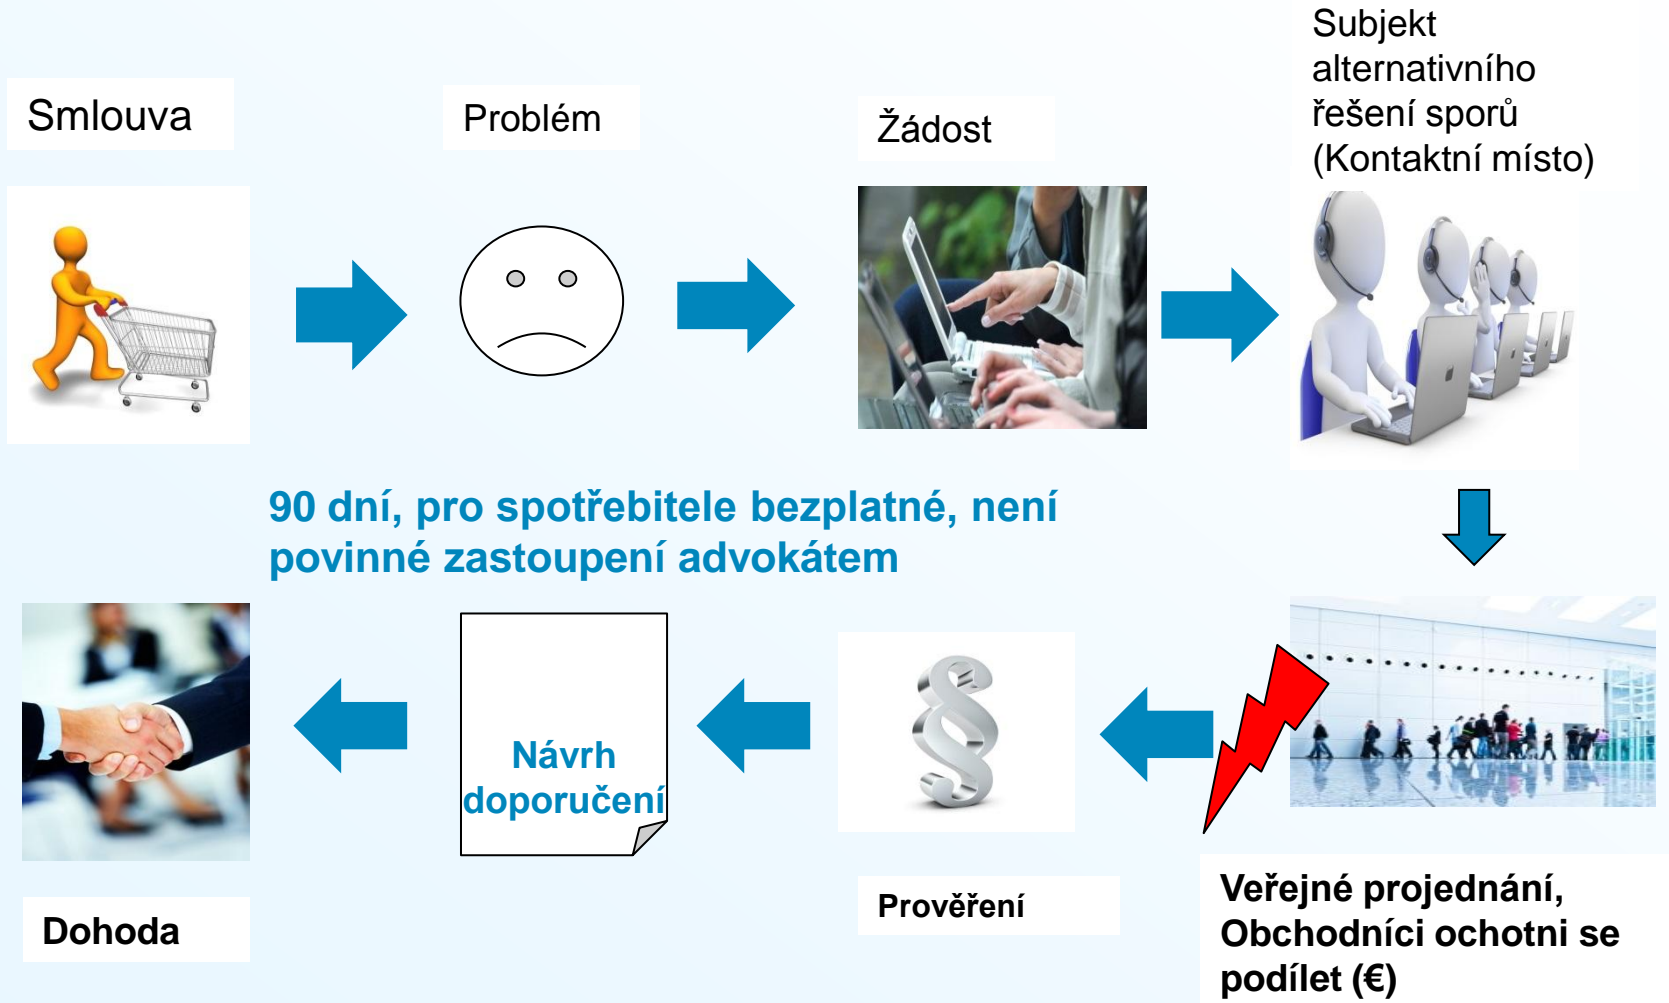 Smlouva
Problém
Žádost
Subjekt
alternativního
řešení sporů
(Kontaktní místo)
90 dní, pro spotřebitele bezplatné, není
povinné zastoupení advokátem
Návrh
doporučení
Dohoda
Prověření
Veřejné projednání,
Obchodníci ochotni se
podílet (€)